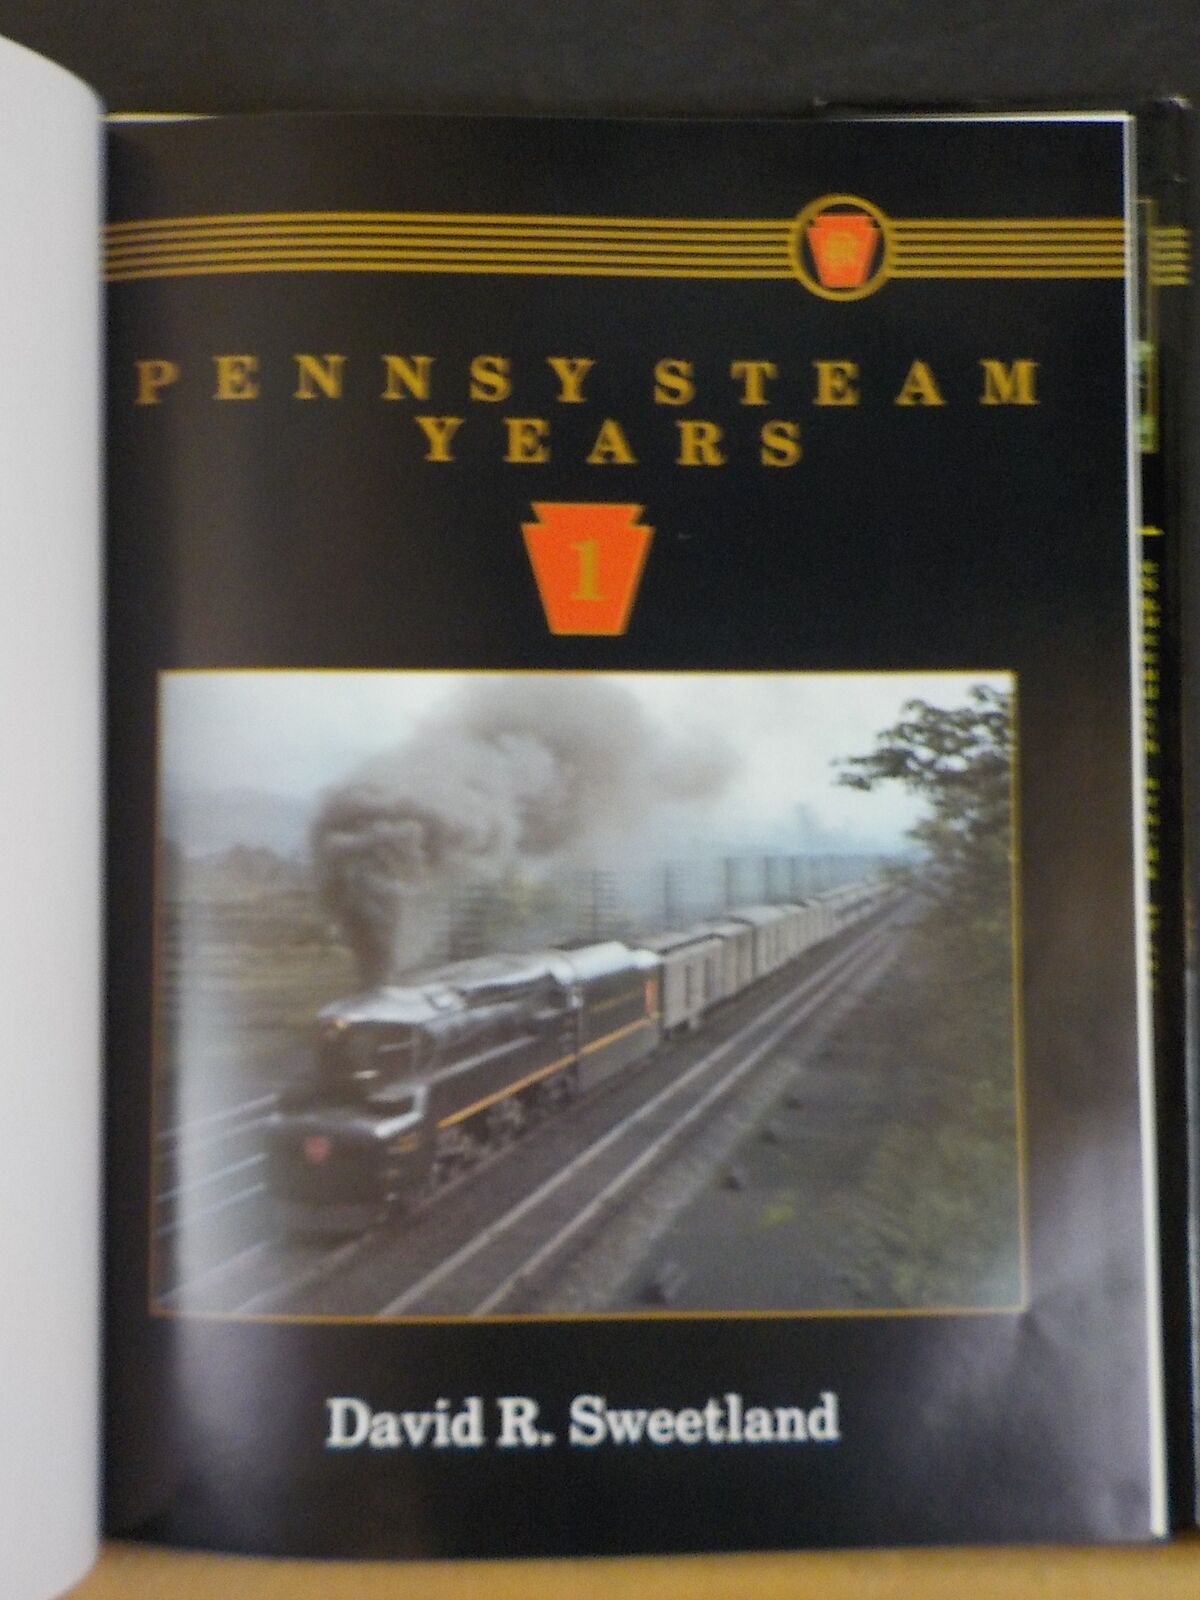 PENNSY STEAM
YEARS
1
David R. Sweetland